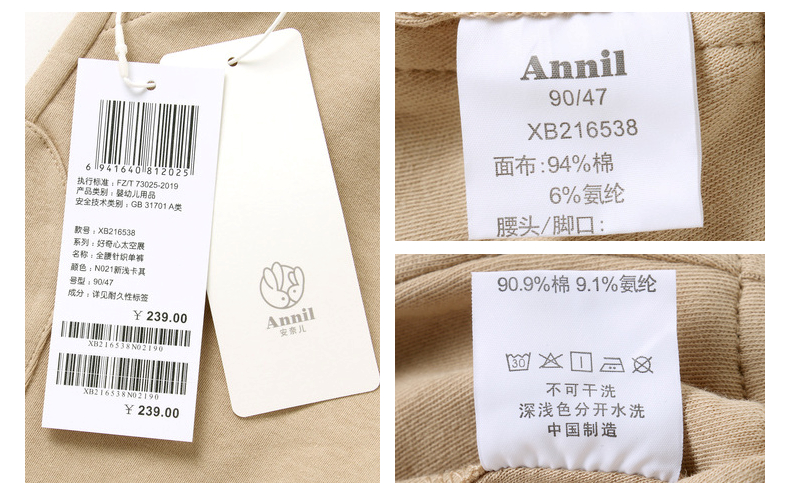 6 941640 812025
执行标准：FZ/T 73025-2019
产品类别：婴幼儿用品
安全技术类别：GB 31701 A类
款号：XB216538
系列：好奇心太空展
名称：全腰针织单裤
颜色：N021新浅卡其
号型：90/47
成分：详见耐久性标签
￥ 239.00
XB216538N02190
XB216538N02190
￥ 239.00
Annil
安奈儿
Annil
90/47
XB216538
面布：94%棉
6%氨纶
腰头/脚口：
90.9%棉 9.1%氨纶
30
不可干洗
深浅色分开水洗
中国制造